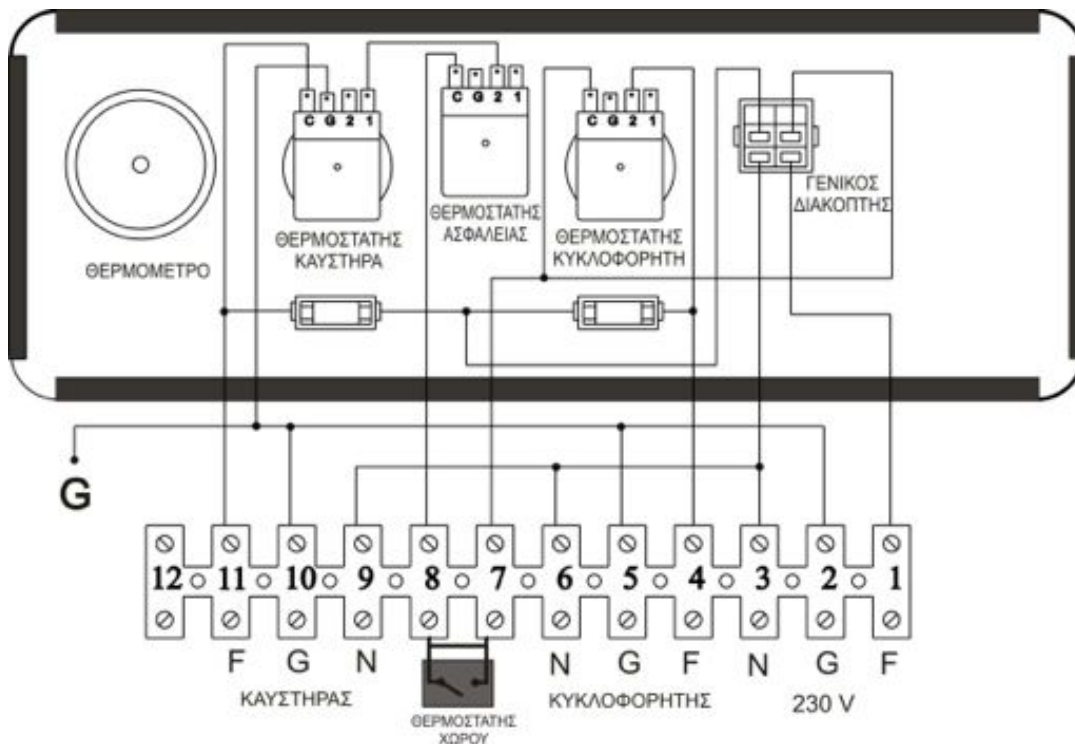 C G 2 1
C G 2 1
C G 2 1
ΘΕΡΜΟΜΕΤΡΟ
ΘΕΡΜΟΣΤΑΤΗΣ
ΚΑΥΣΤΗΡΑ
ΘΕΡΜΟΣΤΑΤΗΣ
ΑΣΦΑΛΕΙΑΣ
ΘΕΡΜΟΣΤΑΤΗΣ
ΚΥΚΛΟΦΟΡΗΤΗ
ΓΕΝΙΚΟΣ
ΔΙΑΚΟΠΤΗΣ
G
12 11 10 9 8 7 6 5 4 3 2 1
F G N N G F N G F
ΚΑΥΣΤΗΡΑΣ
ΘΕΡΜΟΣΤΑΤΗΣ
ΧΩΡΟΥ
ΚΥΚΛΟΦΟΡΗΤΗΣ
230 V